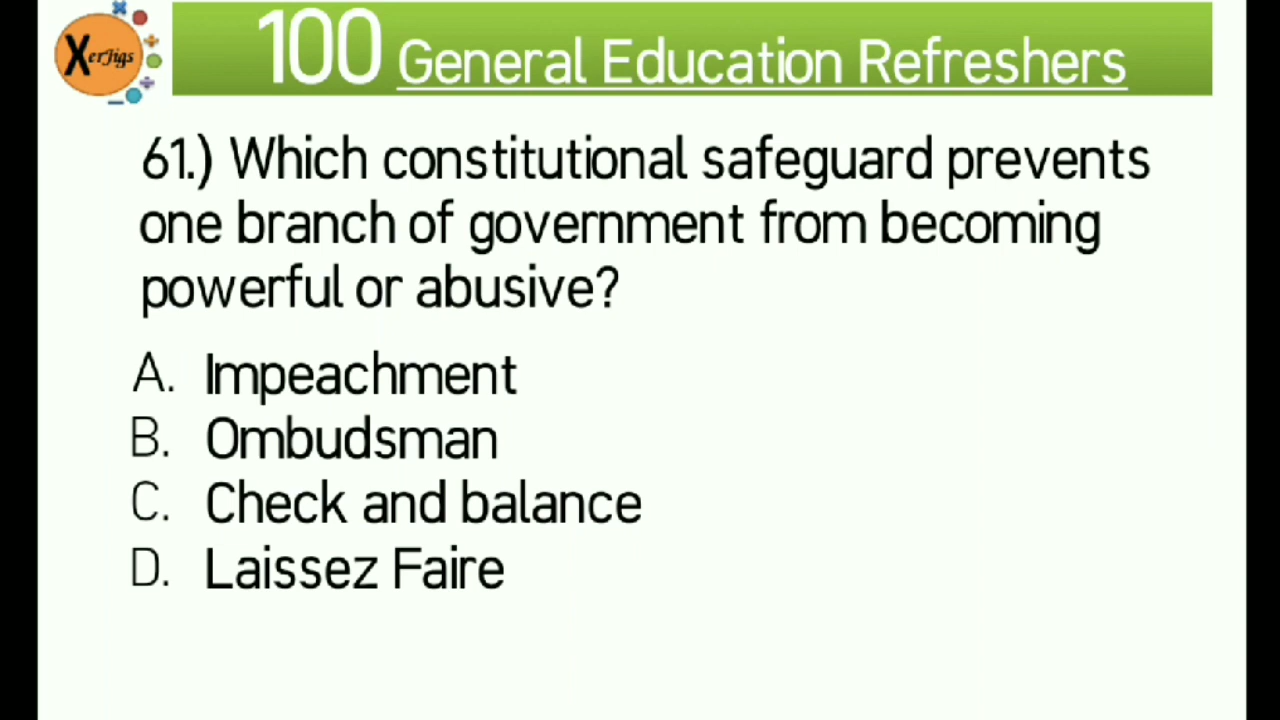 XerJigs
100 General Education Refreshers
61.) Which constitutional safeguard prevents
one branch of government from becoming
powerful or abusive?
A. Impeachment
B. Ombudsman
C. Check and balance
D. Laissez Faire